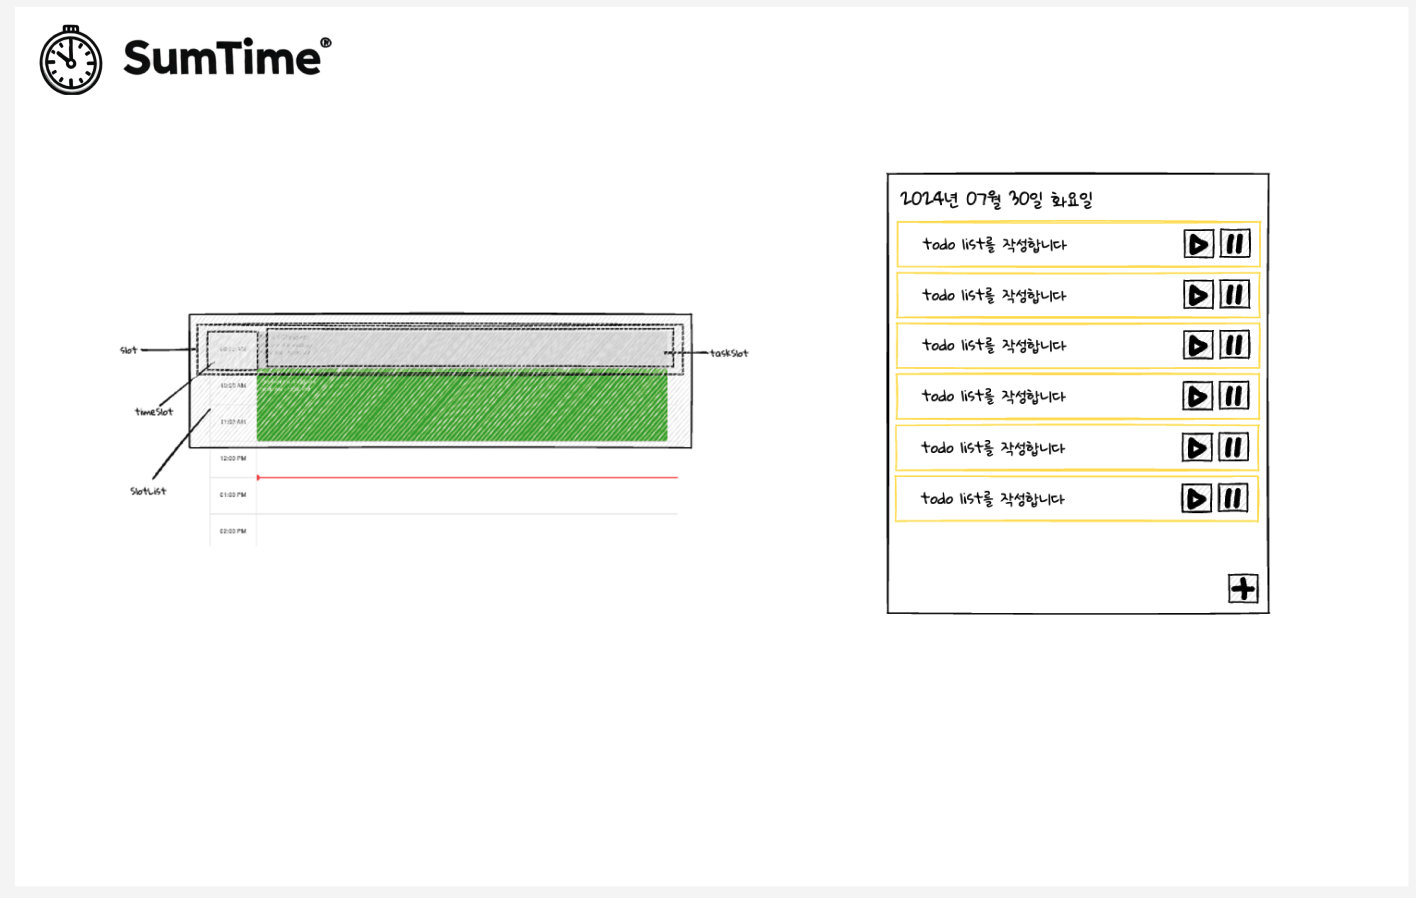 SumTime®
slot
taskSlot
10:00 AM
timeSlot
11:00 AM
12:00 PM
slotList
01:00 PM
02:00 PM
2024년 07월 30일 화요일
todo list를 작성합니다
todo list를 작성합니다
todo list를 작성합니다
todo list를 작성합니다
todo list를 작성합니다
todo list를 작성합니다